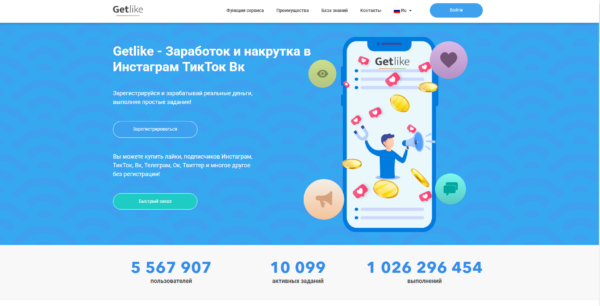 Getlike
Функции сервиса Преимущества База знаний Контакты Ru Войти
Getlike - Заработок и накрутка в
Инстаграм ТикТок Вк
Зарегистрируйся и зарабатывай реальные деньги,
выполняя простые задания!
Зарегистрироваться
Вы можете купить лайки, подписчиков Инстаграм,
ТикТок, Вк, Телеграм, Ок, Твиттер и многое другое
без регистрации!
Быстрый заказ
Getlike
5 567 907 10 099 1 026 296 454
пользователей активных заданий выполнений